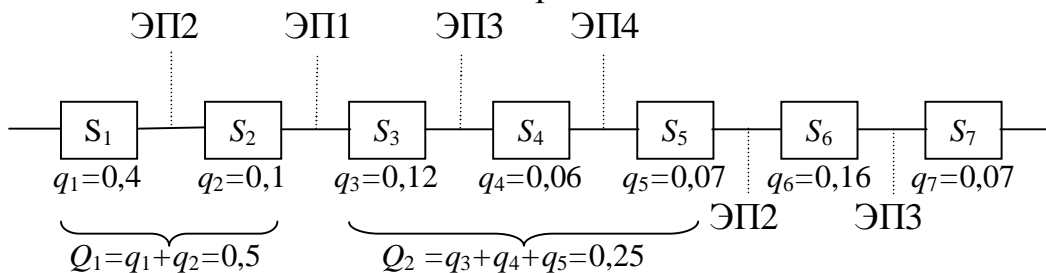 ЭП2 ЭП1 ЭП3 ЭП4
S1 S2 S3 S4 S5 S6 S7
q1=0,4 q2=0,1 q3=0,12 q4=0,06 q5=0,07 q6=0,16 q7=0,07
ЭП2 ЭП3
Q1=q1+q2=0,5 Q2 =q3+q4+q5=0,25